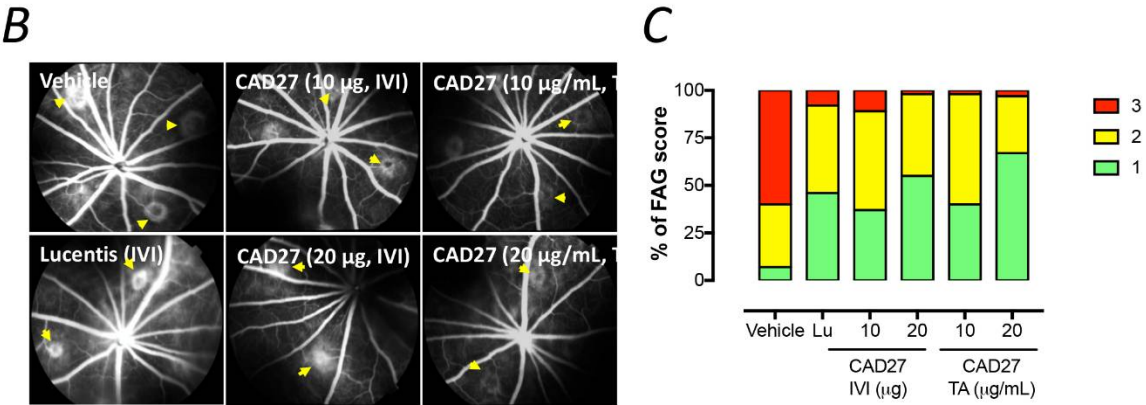 B
Vehicle
CAD27 (10 µg, IVI)
CAD27 (10 µg/mL, T
Lucentis (IVI)
CAD27 (20 µg, IVI)
CAD27 (20 µg/mL, T
C
% of FAG score
100
75
50
25
0
3
2
1
Vehicle Lu 10 20 10 20
CAD27 CAD27
IVI (µg) TA (µg/mL)